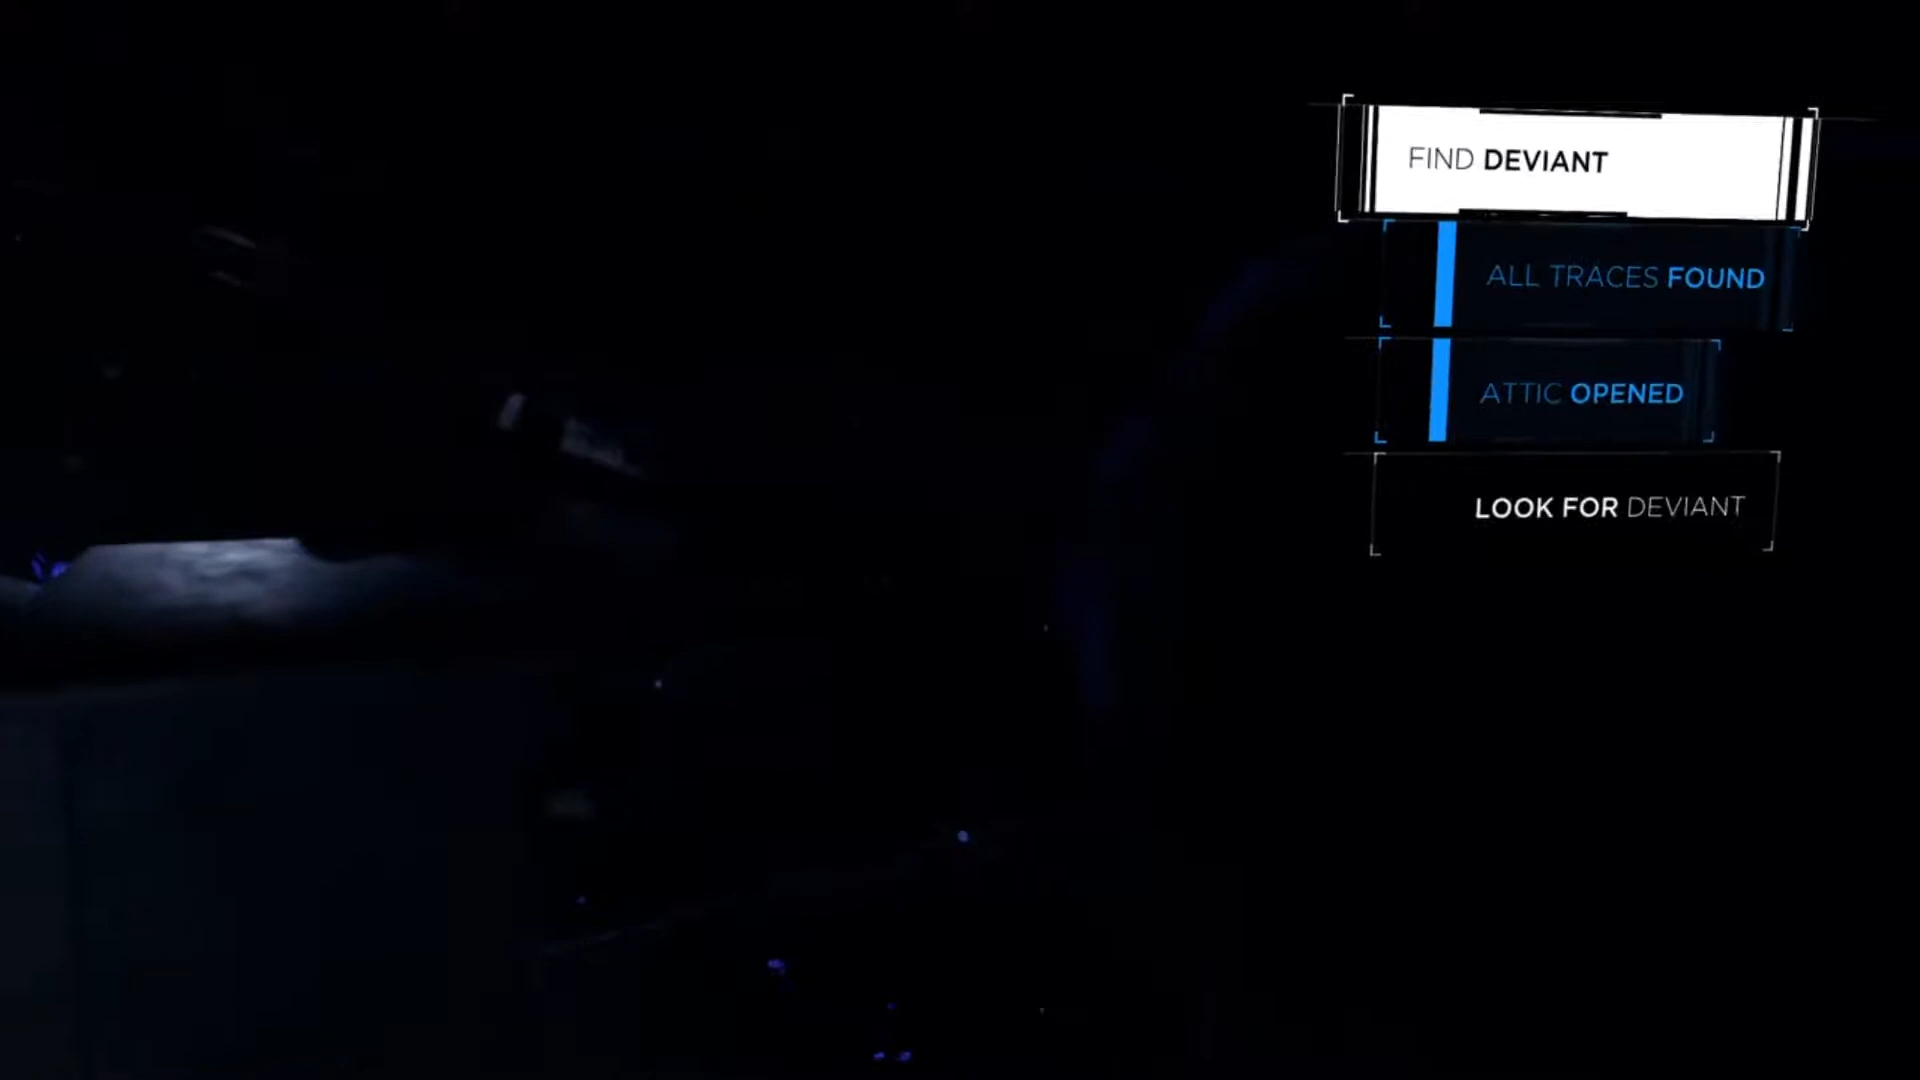 FIND DEVIANT
ALL TRACES FOUND
ATTIC OPENED
LOOK FOR DEVIANT